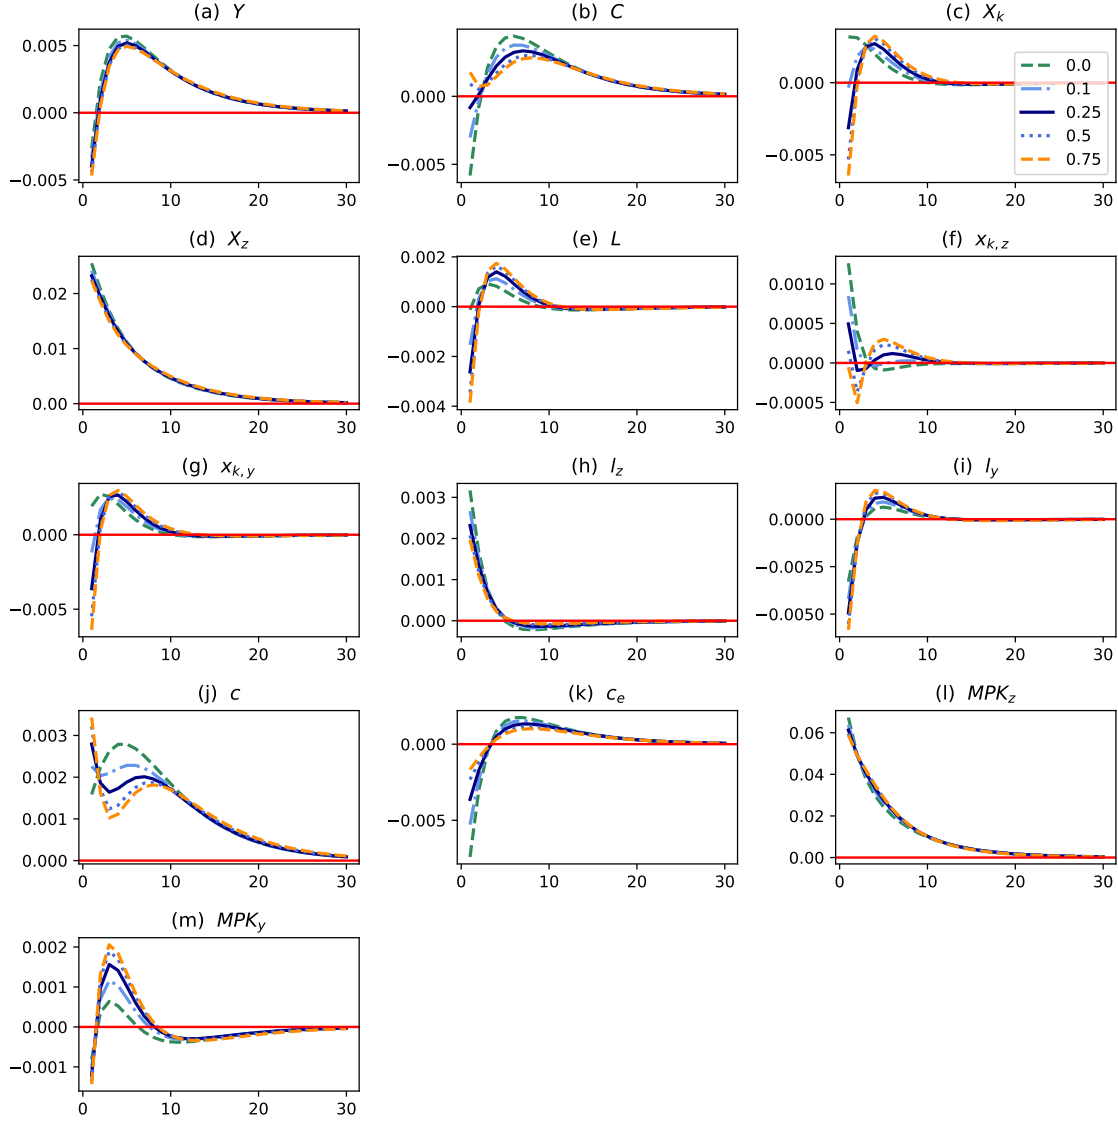 (a) Y
(b) C
(c) X_k
0.005
0.000
−0.005
0 10 20 30
0.005
0.000
−0.005
0 10 20 30
0.000
−0.005
0 10 20 30
0.0
0.1
0.25
0.5
0.75
(d) X_z
(e) L
(f) x_{k,z}
0.02
0.01
0.00
0 10 20 30
0.002
0.000
−0.002
−0.004
0 10 20 30
0.0010
0.0005
0.0000
−0.0005
0 10 20 30
(g) x_{k,y}
(h) l_z
(i) l_y
0.000
−0.005
0 10 20 30
0.003
0.002
0.001
0.000
0 10 20 30
0.0000
−0.0025
−0.0050
0 10 20 30
(j) c
(k) c_e
(l) MPK_z
0.003
0.002
0.001
0.000
0 10 20 30
0.000
−0.005
0 10 20 30
0.06
0.04
0.02
0.00
0 10 20 30
(m) MPK_y
0.002
0.001
0.000
−0.001
0 10 20 30